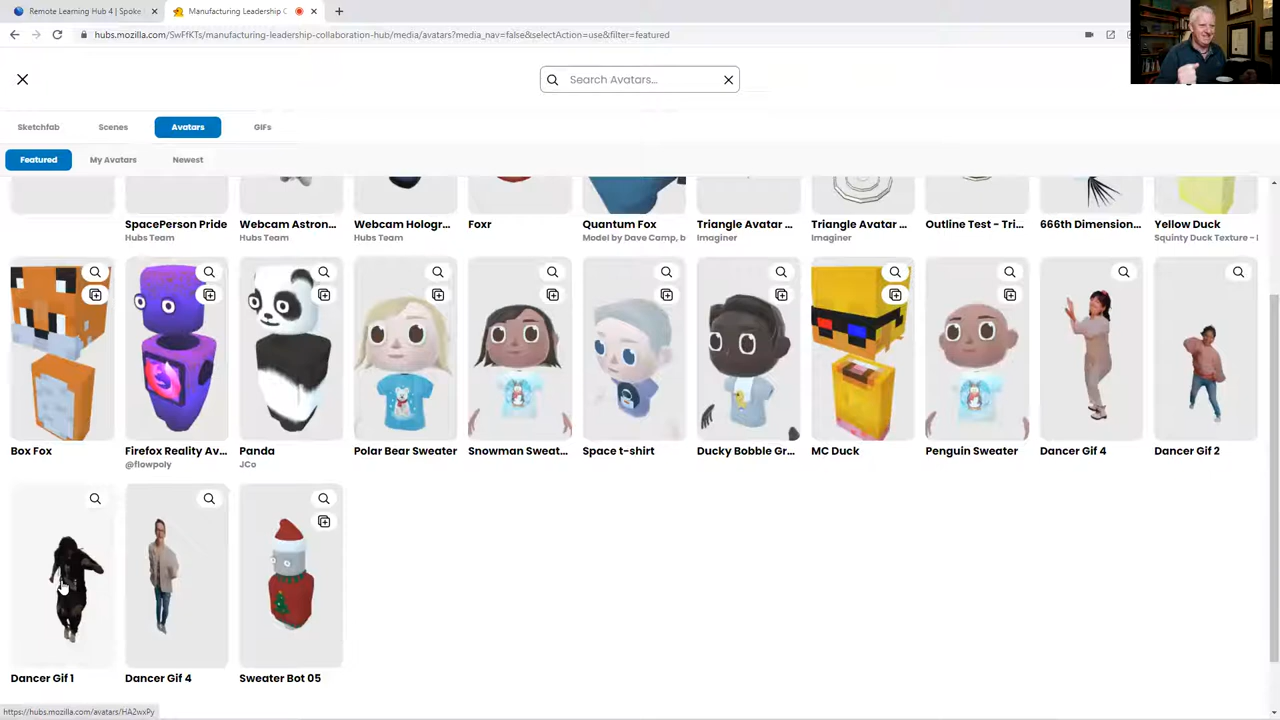 Remote Learning Hub 4 | Spoke
Manufacturing Leadership C
hubs.mozilla.com/SwFfKTs/manufacturing-leadership-collaboration-hub/media/avatars?media_nav=false&selectAction=use&filter=featured
Search Avatars...
Sketchfab Scenes Avatars GIFs
Featured My Avatars Newest
SpacePerson Pride Webcam Astron... Webcam Hologr... Foxr Quantum Fox Triangle Avatar ... Triangle Avatar ... Outline Test - Tri... 666th Dimension... Yellow Duck
Hubs Team Hubs Team Hubs Team Model by Dave Camp, b Imaginer Imaginer Squinty Duck Texture -
Box Fox Firefox Reality Av... Panda Polar Bear Sweater Snowman Sweat... Space t-shirt Ducky Bobble Gr... MC Duck Penguin Sweater Dancer Gif 4 Dancer Gif 2
@flowpoly JCo
Dancer Gif 1 Dancer Gif 4 Sweater Bot 05
https://hubs.mozilla.com/avatars/HA2wxPy